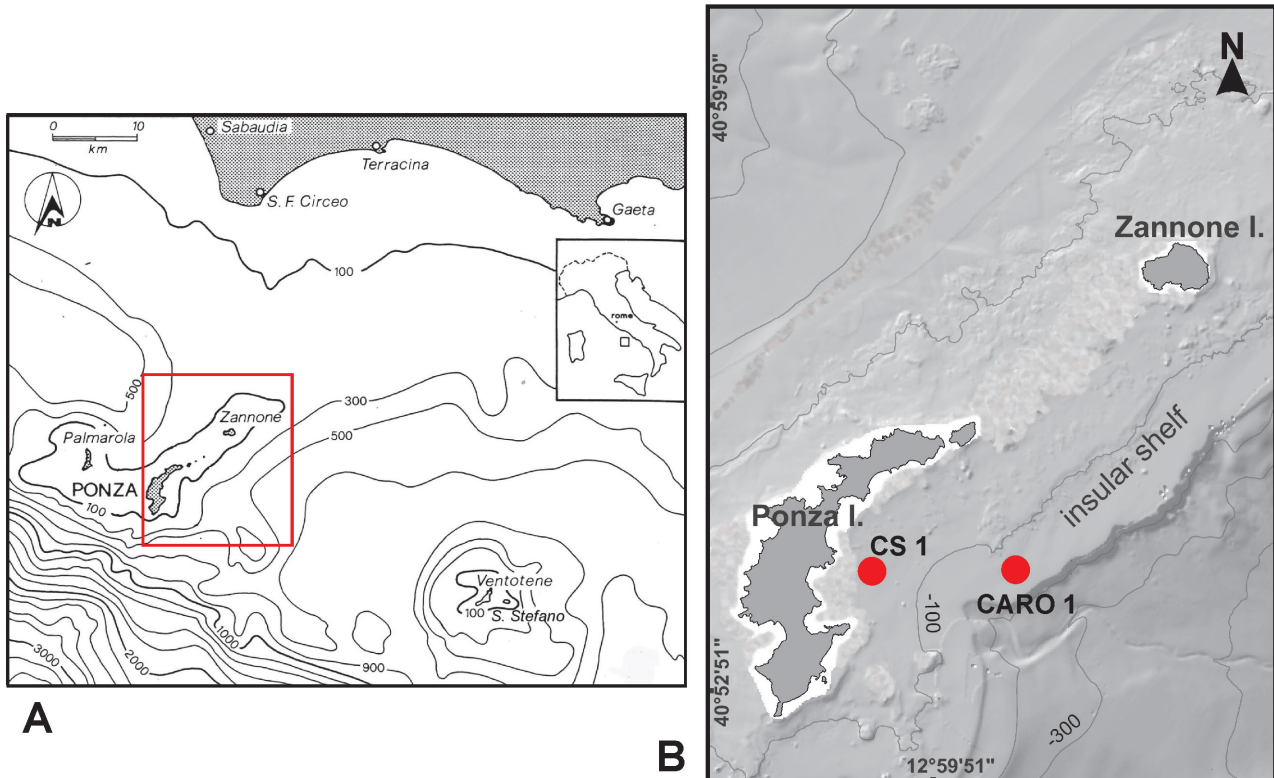 0 10
km
Sabaudia
Terracina
S. F. Circeo
Gaeta
N
100
rome
500
300
500
Zannone
Palmarola
PONZA
100
Ventotene
S. Stefano
100
1000
900
2000
3000
A
N
40°59'50"
Zannone I.
insular shelf
Ponza I.
CS 1
CARO 1
-100
40°52'51"
-300
12°59'51"
B